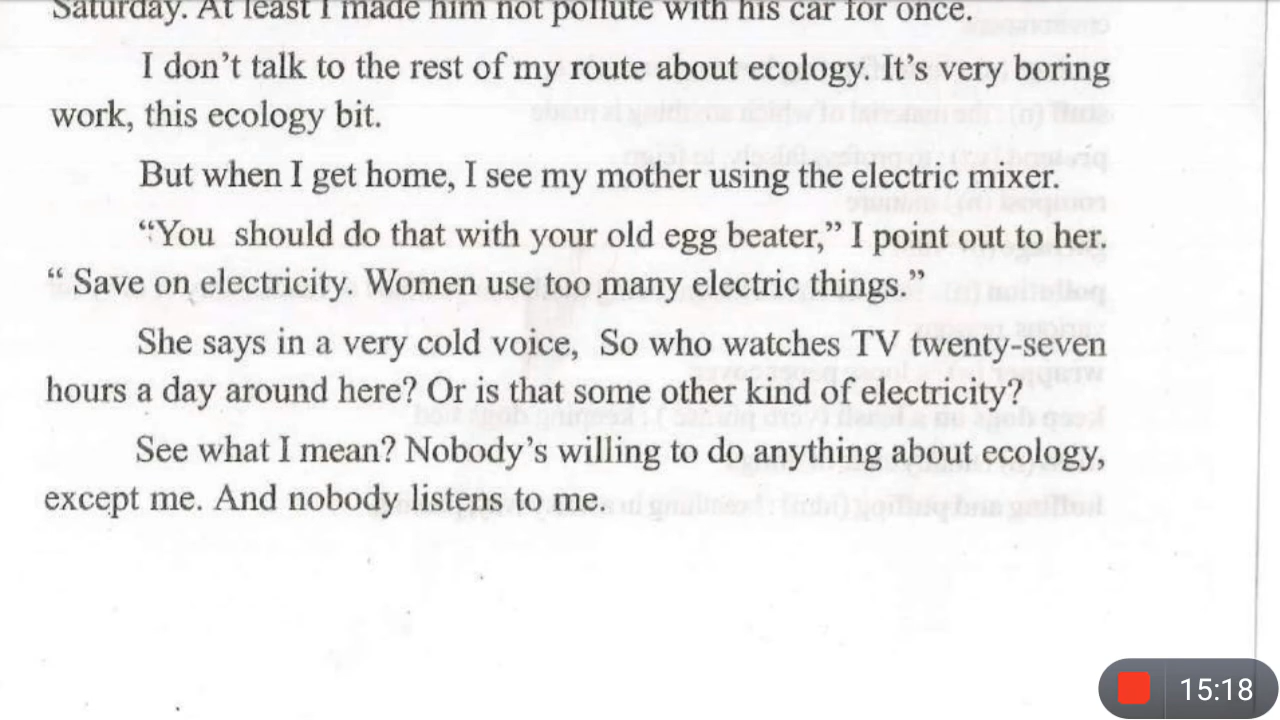 Saturday. At least I made him not pollute with his car for once.
I don't talk to the rest of my route about ecology. It's very boring
work, this ecology bit.
But when I get home, I see my mother using the electric mixer.
“You should do that with your old egg beater,” I point out to her.
“ Save on electricity. Women use too many electric things.”
She says in a very cold voice, So who watches TV twenty-seven
hours a day around here? Or is that some other kind of electricity?
See what I mean? Nobody's willing to do anything about ecology,
except me. And nobody listens to me.
15:18